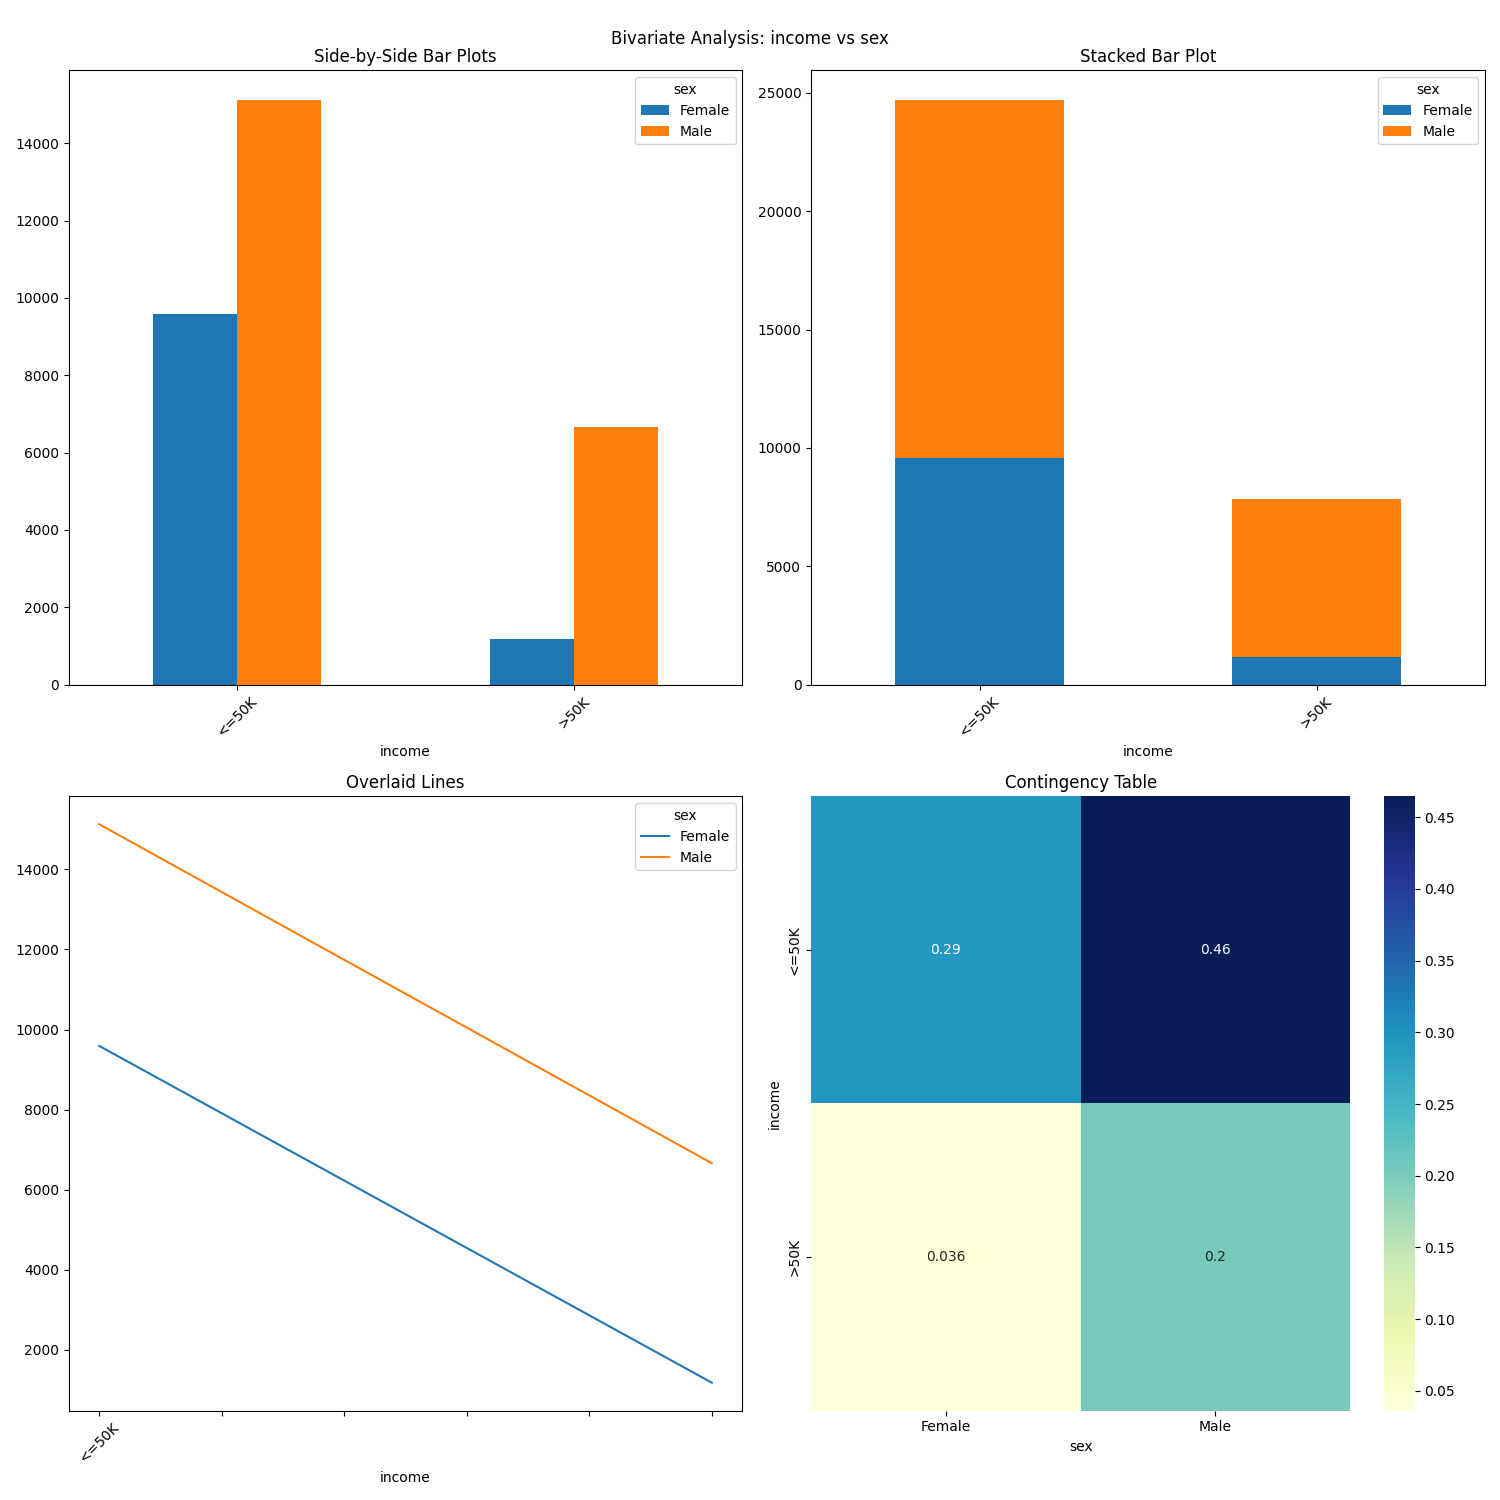 Bivariate Analysis: income vs sex
Side-by-Side Bar Plots
sex
Female
Male
14000
12000
10000
8000
6000
4000
2000
0
<=50K
>50K
income
Stacked Bar Plot
sex
Female
Male
25000
20000
15000
10000
5000
0
<=50K
>50K
income
Overlaid Lines
sex
Female
Male
14000
12000
10000
8000
6000
4000
2000
<=50K
income
Contingency Table
income
<=50K
>50K
0.29
0.46
0.036
0.2
Female
Male
sex
0.45
0.40
0.35
0.30
0.25
0.20
0.15
0.10
0.05